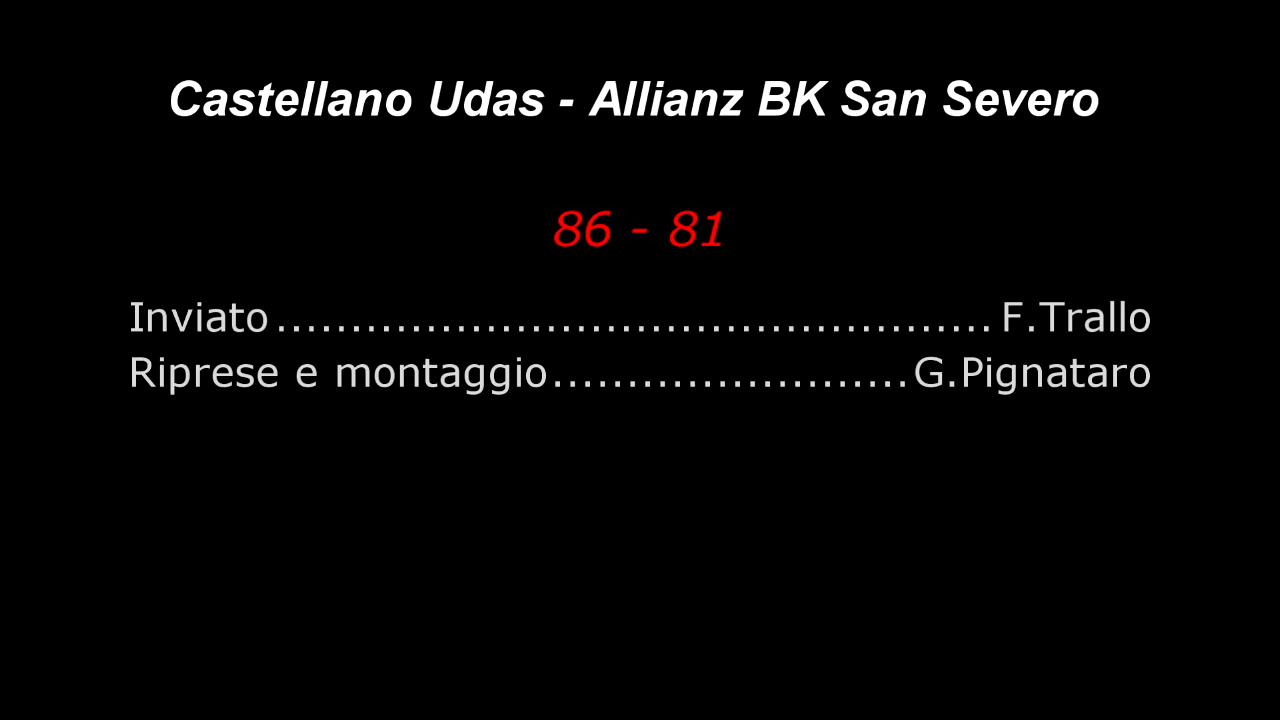 Castellano Udas - Allianz BK San Severo
86 - 81
Inviato................................................F.Trallo
Riprese e montaggio........................G.Pignataro